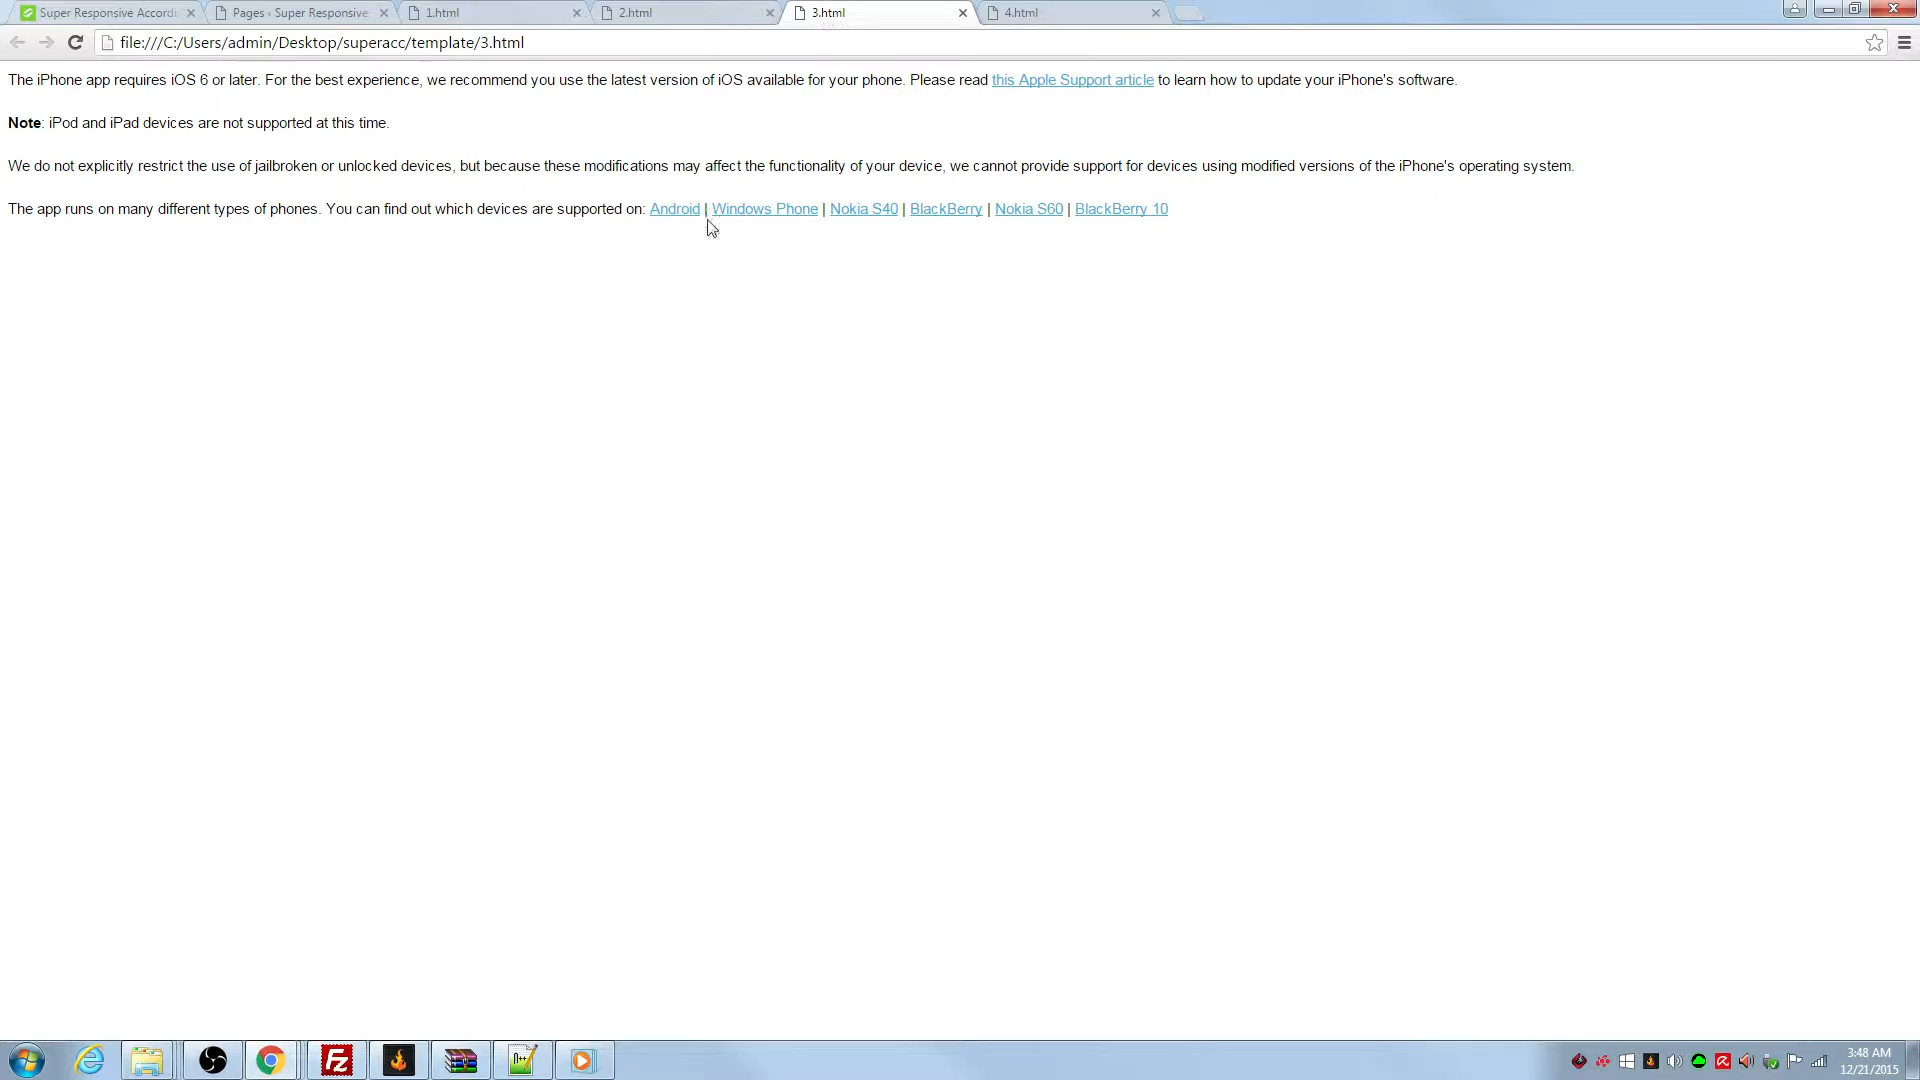 Super Responsive Accordi
Pages ‹ Super Responsive
1.html
2.html
3.html
4.html
file:///C:/Users/admin/Desktop/superacc/template/3.html
The iPhone app requires iOS 6 or later. For the best experience, we recommend you use the latest version of iOS available for your phone. Please read this Apple Support article to learn how to update your iPhone's software.
Note: iPod and iPad devices are not supported at this time.
We do not explicitly restrict the use of jailbroken or unlocked devices, but because these modifications may affect the functionality of your device, we cannot provide support for devices using modified versions of the iPhone's operating system.
The app runs on many different types of phones. You can find out which devices are supported on: Android | Windows Phone | Nokia S40 | BlackBerry | Nokia S60 | BlackBerry 10
Fz
3:48 AM
12/21/2015